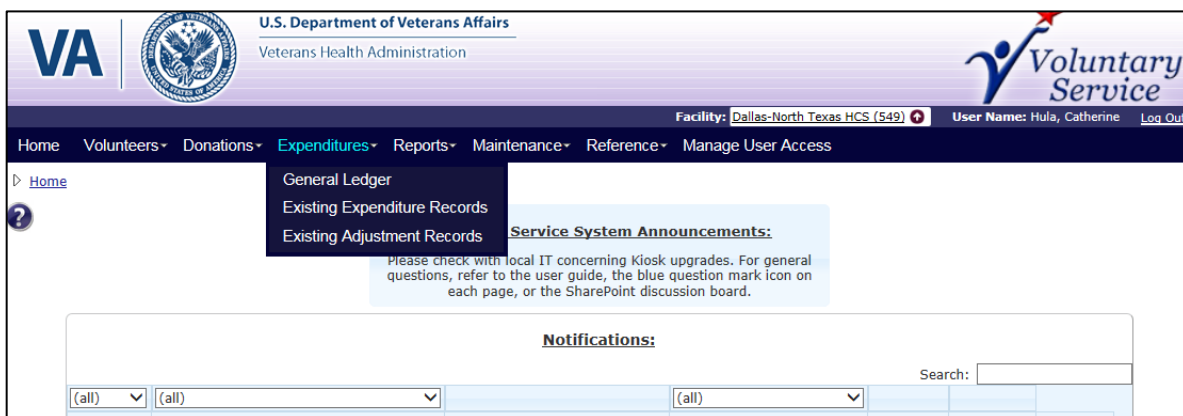 VA
U.S. Department of Veterans Affairs
Veterans Health Administration
Voluntary
Service
Facility: Dallas-North Texas HCS (549) User Name: Hula, Catherine Log Out
Home Volunteers Donations Expenditures Reports Maintenance Reference Manage User Access
Home
General Ledger
Existing Expenditure Records
Existing Adjustment Records
? Service System Announcements:
Please check with local IT concerning Kiosk upgrades. For general
questions, refer to the user guide, the blue question mark icon on
each page, or the SharePoint discussion board.
Notifications:
Search:
(all) (all) (all)